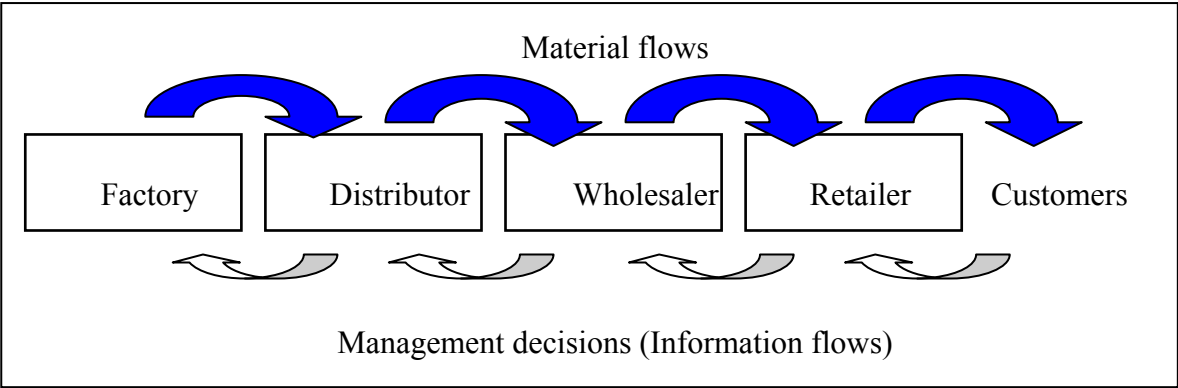 Material flows
Factory Distributor Wholesaler Retailer Customers
Management decisions (Information flows)